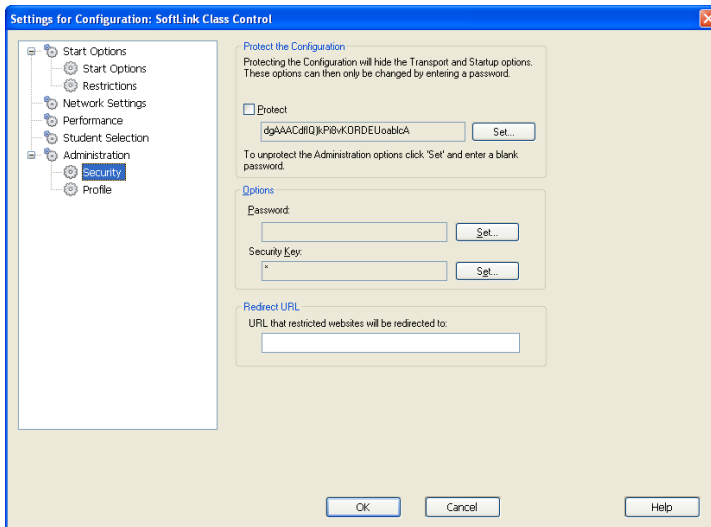 Settings for Configuration: SoftLink Class Control
Start Options
Start Options
Restrictions
Network Settings
Performance
Student Selection
Administration
Security
Profile
Protect the Configuration
Protecting the Configuration will hide the Transport and Startup options.
These options can then only be changed by entering a password.
Protect
Set...
To unprotect the Administration options click 'Set' and enter a blank
password.
Options
Password:
Set...
Security Key:
*
Set...
Redirect URL
URL that restricted websites will be redirected to:
OK
Cancel
Help